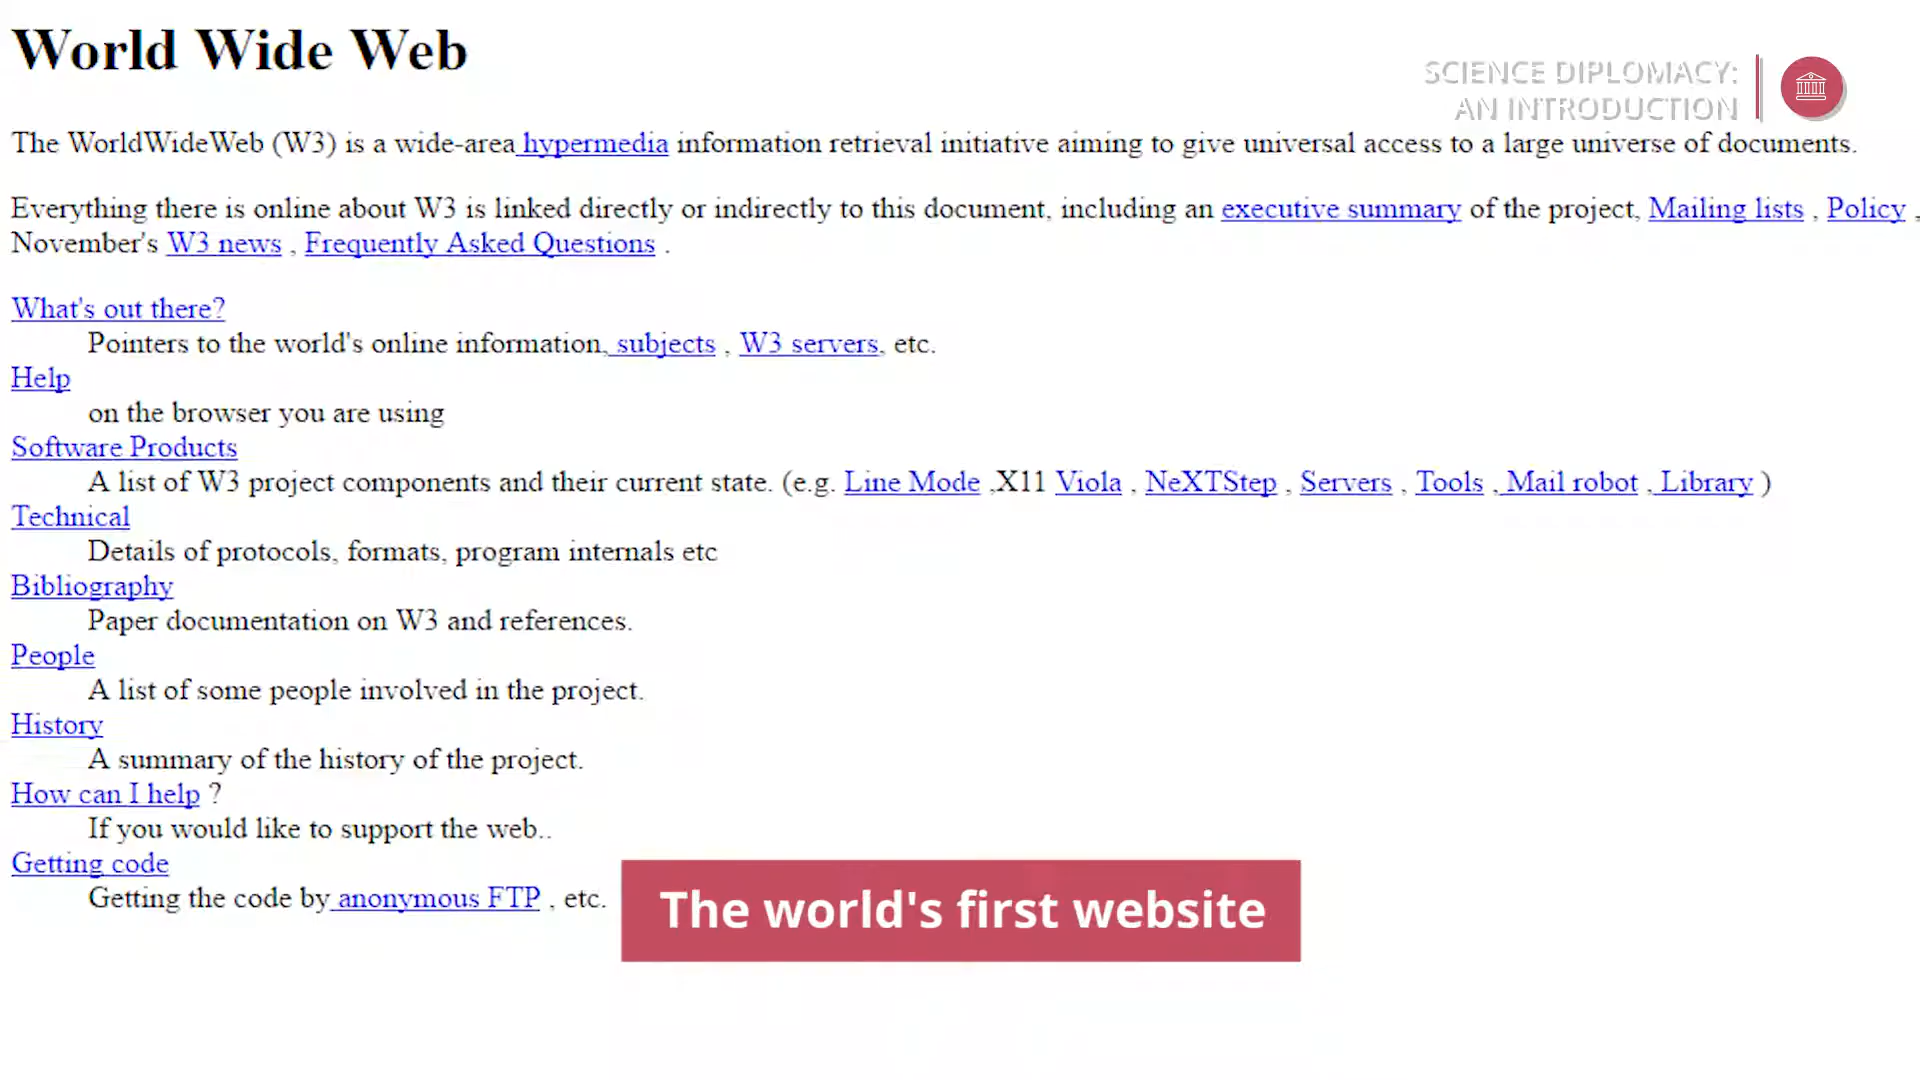 World Wide Web
SCIENCE DIPLOMACY:
AN INTRODUCTION
The WorldWideWeb (W3) is a wide-area hypermedia information retrieval initiative aiming to give universal access to a large universe of documents.
Everything there is online about W3 is linked directly or indirectly to this document, including an executive summary of the project, Mailing lists , Policy ,
November's W3 news , Frequently Asked Questions .
What's out there?
Pointers to the world's online information, subjects , W3 servers, etc.
Help
on the browser you are using
Software Products
A list of W3 project components and their current state. (e.g. Line Mode ,X11 Viola , NeXTStep , Servers , Tools , Mail robot , Library )
Technical
Details of protocols, formats, program internals etc
Bibliography
Paper documentation on W3 and references.
People
A list of some people involved in the project.
History
A summary of the history of the project.
How can I help ?
If you would like to support the web..
Getting code
Getting the code by anonymous FTP , etc.
The world's first website